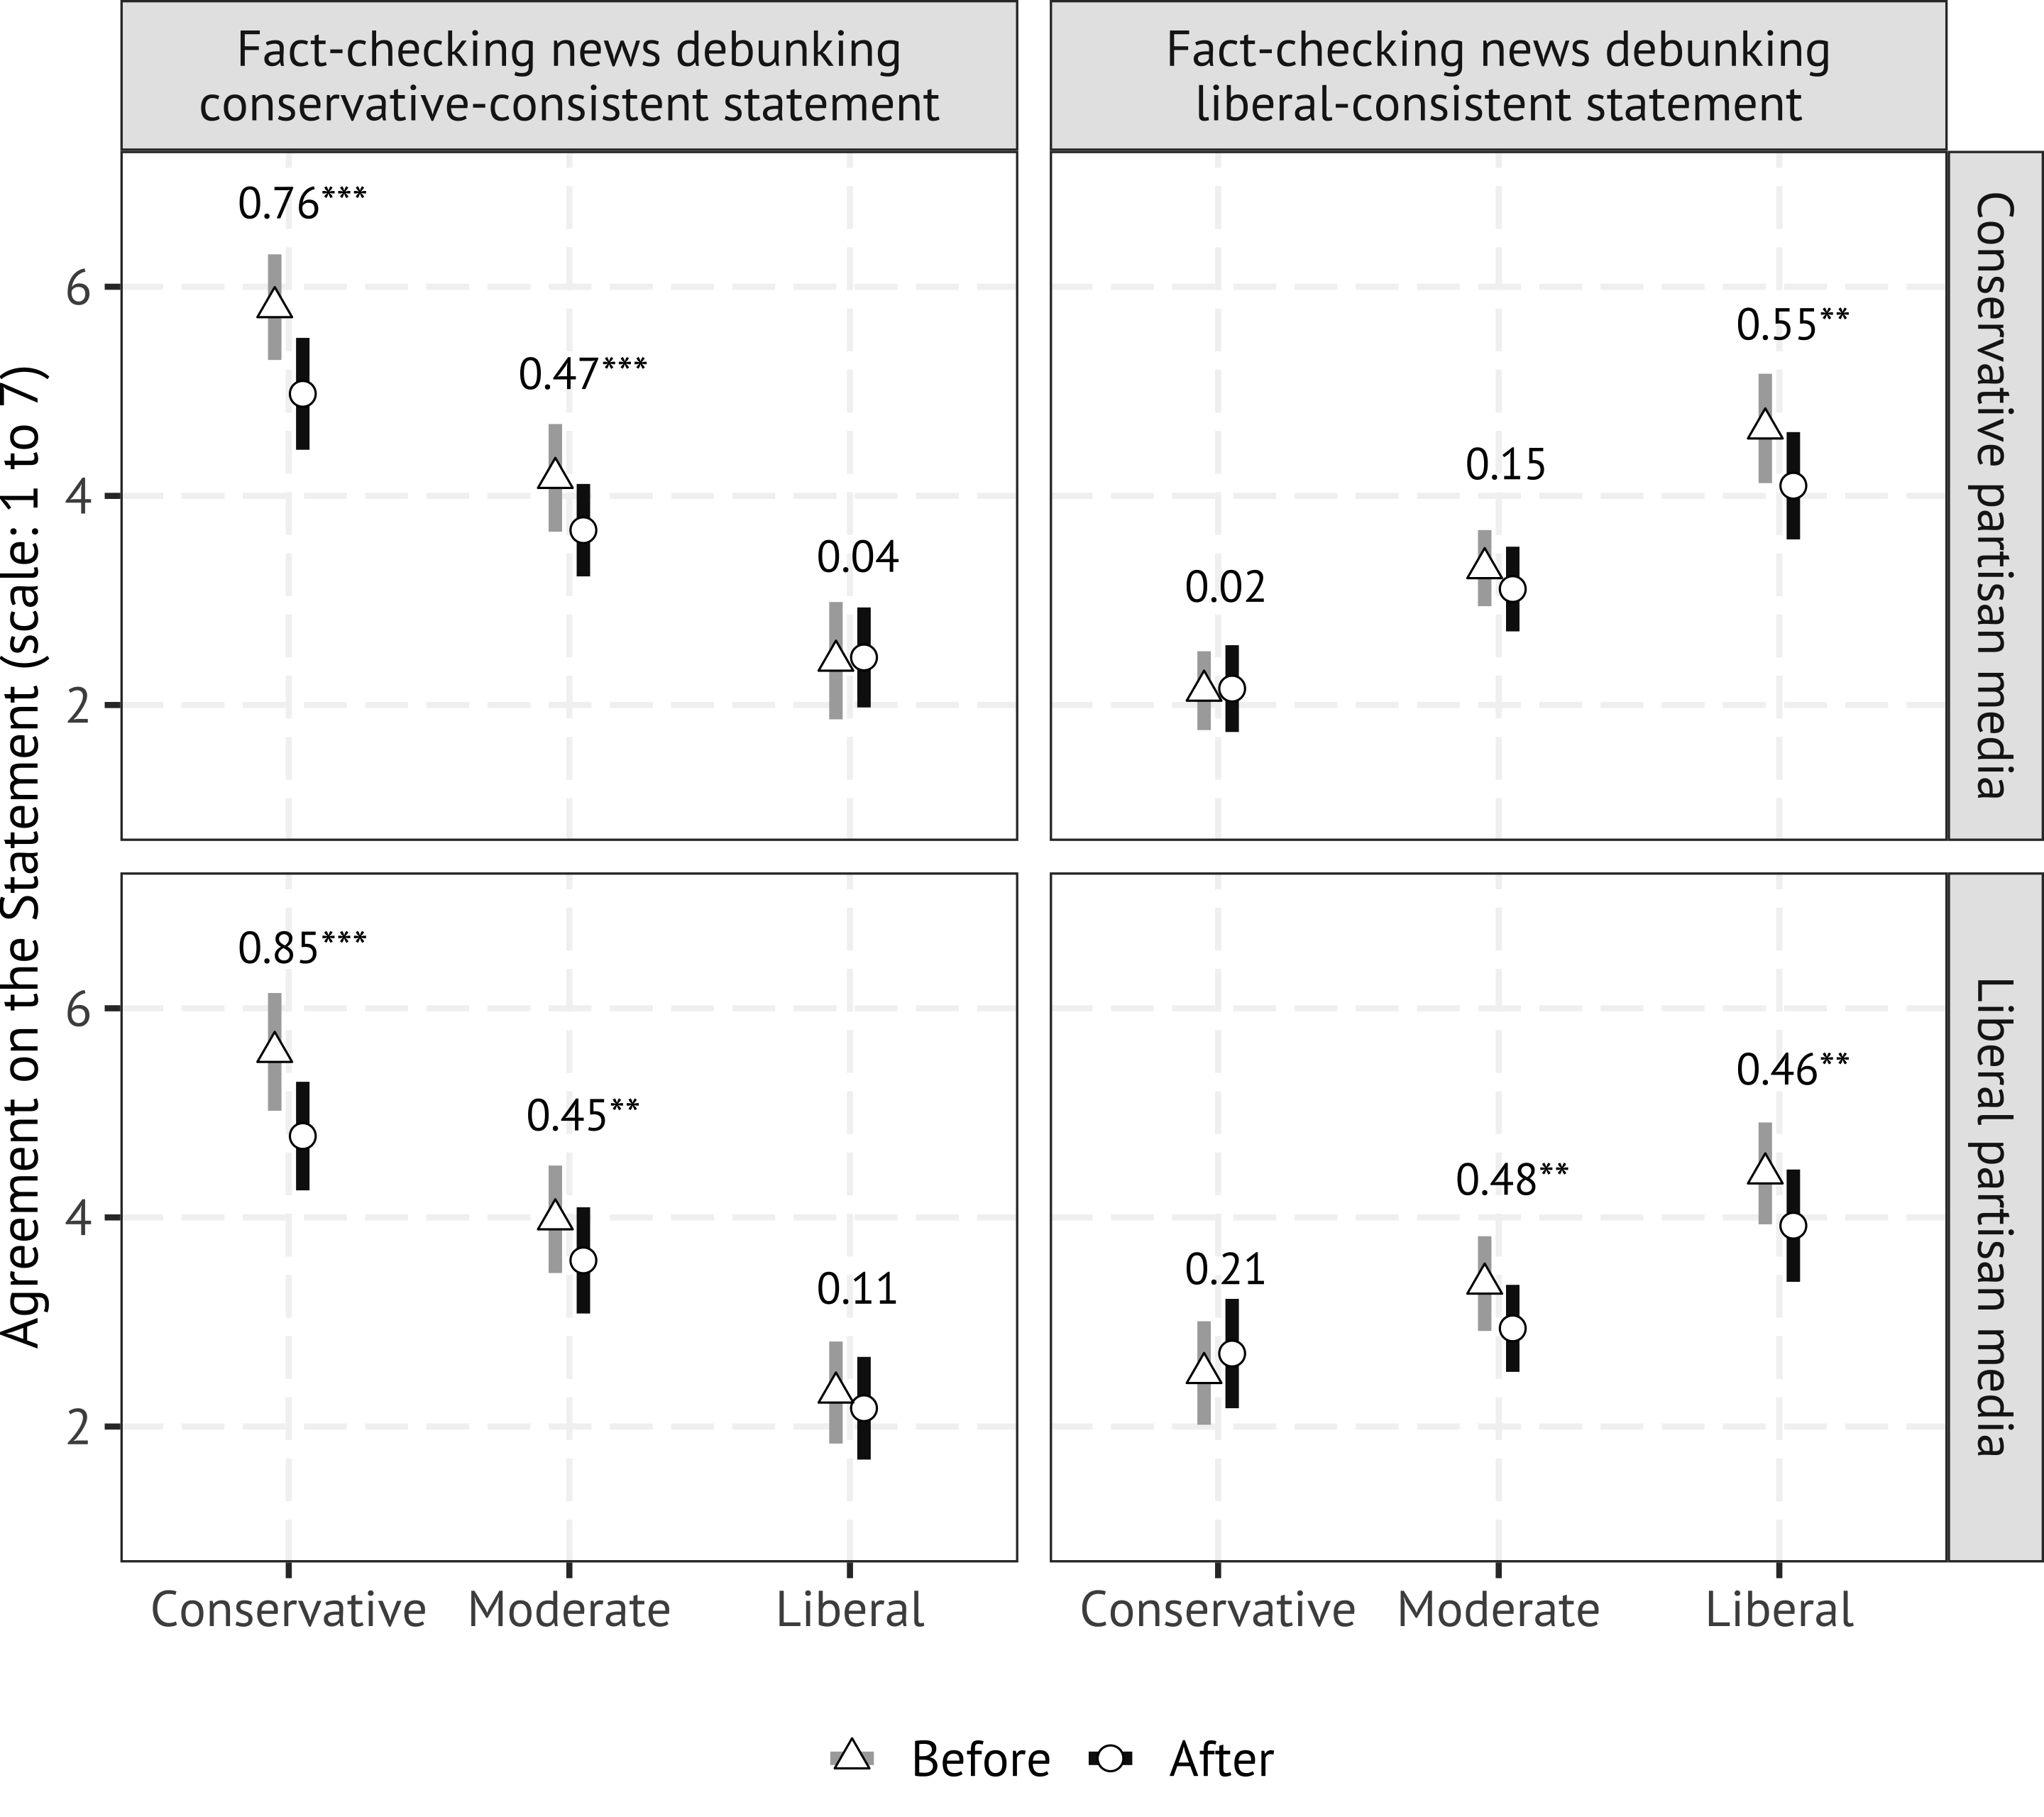 Fact-checking news debunking
conservative-consistent statement
Fact-checking news debunking
liberal-consistent statement
Agreement on the Statement (scale: 1 to 7)
6
4
2
0.76***
0.47***
0.04
0.02
0.15
0.55**
Conservative partisan media
6
4
2
0.85***
0.45**
0.11
0.21
0.48**
0.46**
Liberal partisan media
Conservative
Moderate
Liberal
Conservative
Moderate
Liberal
Before
After